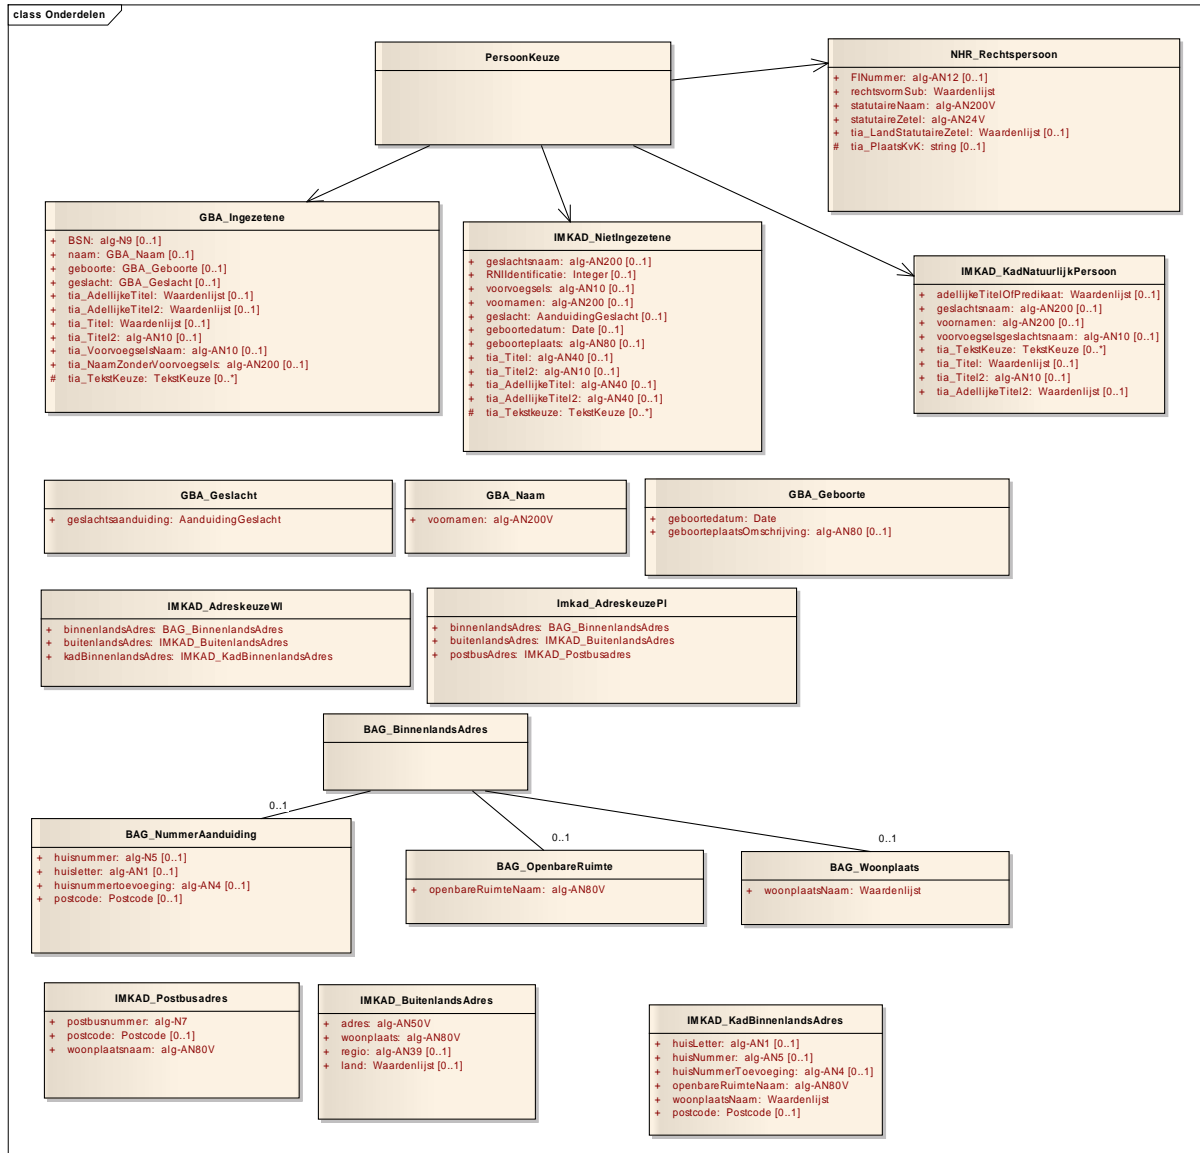 class Onderdelen
PersoonKeuze
NHR_Rechtspersoon
+ FINummer: alg-AN12 [0..1]
+ rechtsvormSub: Waardenlijst
+ statutaireNaam: alg-AN200V
+ statutaireZetel: alg-AN24V
+ tia_LandStatutaireZetel: Waardenlijst [0..1]
# tia_PlaatsKvK: string [0..1]
GBA_Ingezetene
+ BSN: alg-N9 [0..1]
+ naam: GBA_Naam [0..1]
+ geboorte: GBA_Geboorte [0..1]
+ geslacht: GBA_Geslacht [0..1]
+ tia_AdellijkeTitel: Waardenlijst [0..1]
+ tia_AdellijkeTitel2: Waardenlijst [0..1]
+ tia_Titel: Waardenlijst [0..1]
+ tia_Titel2: alg-AN10 [0..1]
+ tia_VoorvoegselsNaam: alg-AN10 [0..1]
+ tia_NaamZonderVoorvoegsels: alg-AN200 [0..1]
# tia_TekstKeuze: TekstKeuze [0..*]
IMKAD_NietIngezetene
+ geslachtsnaam: alg-AN200 [0..1]
+ RNIIdentificatie: Integer [0..1]
+ voorvoegsels: alg-AN10 [0..1]
+ voornamen: alg-AN200 [0..1]
+ geslacht: AanduidingGeslacht [0..1]
+ geboortedatum: Date [0..1]
+ geboorteplaats: alg-AN80 [0..1]
+ tia_Titel: alg-AN40 [0..1]
+ tia_Titel2: alg-AN10 [0..1]
+ tia_AdellijkeTitel: alg-AN40 [0..1]
+ tia_AdellijkeTitel2: alg-AN40 [0..1]
# tia_Tekstkeuze: TekstKeuze [0..*]
IMKAD_KadNatuurlijkPersoon
+ adellijkeTitelOfPredikaat: Waardenlijst [0..1]
+ geslachtsnaam: alg-AN200 [0..1]
+ voornamen: alg-AN200 [0..1]
+ voorvoegselsgeslachtsnaam: alg-AN10 [0..1]
+ tia_TekstKeuze: TekstKeuze [0..*]
+ tia_Titel: Waardenlijst [0..1]
+ tia_Titel2: alg-AN10 [0..1]
+ tia_AdellijkeTitel2: Waardenlijst [0..1]
GBA_Geslacht
+ geslachtsaanduiding: AanduidingGeslacht
GBA_Naam
+ voornamen: alg-AN200V
GBA_Geboorte
+ geboortedatum: Date
+ geboorteplaatsOmschrijving: alg-AN80 [0..1]
IMKAD_AdreskeuzeWI
+ binnenlandsAdres: BAG_BinnenlandsAdres
+ buitenlandsAdres: IMKAD_BuitenlandsAdres
+ kadBinnenlandsAdres: IMKAD_KadBinnenlandsAdres
Imkad_AdreskeuzePI
+ binnenlandsAdres: BAG_BinnenlandsAdres
+ buitenlandsAdres: IMKAD_BuitenlandsAdres
+ postbusAdres: IMKAD_Postbusadres
BAG_BinnenlandsAdres
0..1
0..1
0..1
BAG_NummerAanduiding
+ huisnummer: alg-N5 [0..1]
+ huisletter: alg-AN1 [0..1]
+ huisnummertoevoeging: alg-AN4 [0..1]
+ postcode: Postcode [0..1]
BAG_OpenbareRuimte
+ openbareRuimteNaam: alg-AN80V
BAG_Woonplaats
+ woonplaatsNaam: Waardenlijst
IMKAD_Postbusadres
+ postbusnummer: alg-N7
+ postcode: Postcode [0..1]
+ woonplaatsnaam: alg-AN80V
IMKAD_BuitenlandsAdres
+ adres: alg-AN50V
+ woonplaats: alg-AN80V
+ regio: alg-AN39 [0..1]
+ land: Waardenlijst [0..1]
IMKAD_KadBinnenlandsAdres
+ huisLetter: alg-AN1 [0..1]
+ huisNummer: alg-AN5 [0..1]
+ huisNummerToevoeging: alg-AN4 [0..1]
+ openbareRuimteNaam: alg-AN80V
+ woonplaatsNaam: Waardenlijst
+ postcode: Postcode [0..1]